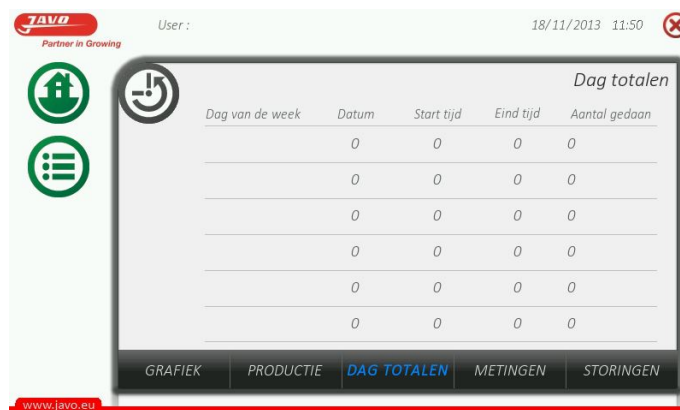 JAVO
Partner in Growing
User :
18/11/2013 11:50
Dag totalen
Dag van de week Datum Start tijd Eind tijd Aantal gedaan
0 0 0 0
0 0 0 0
0 0 0 0
0 0 0 0
0 0 0 0
0 0 0 0
GRAFIEK PRODUCTIE DAG TOTALEN METINGEN STORINGEN
www.javo.eu